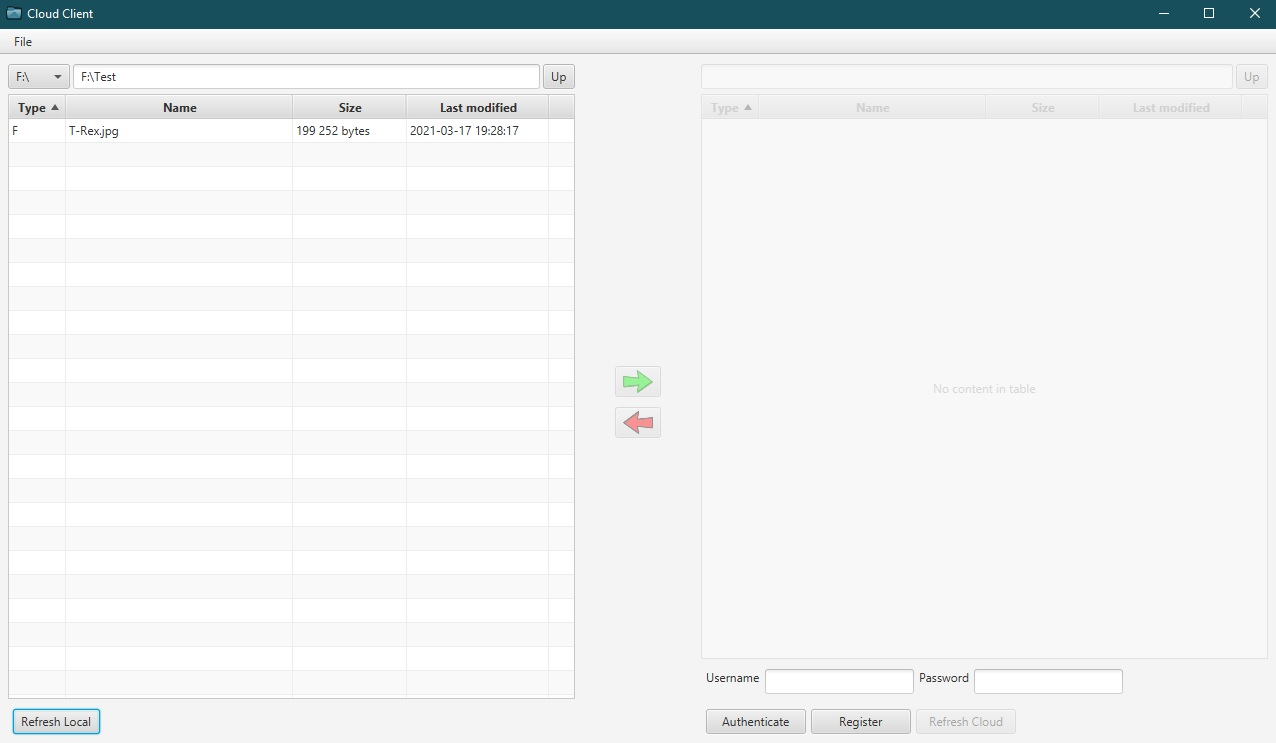 Cloud Client
File
F:\ F:\Test Up Up
Type Name Size Last modified Type Name Size Last modified
F T-Rex.jpg 199 252 bytes 2021-03-17 19:28:17
No content in table
Username Password
Refresh Local Authenticate Register Refresh Cloud